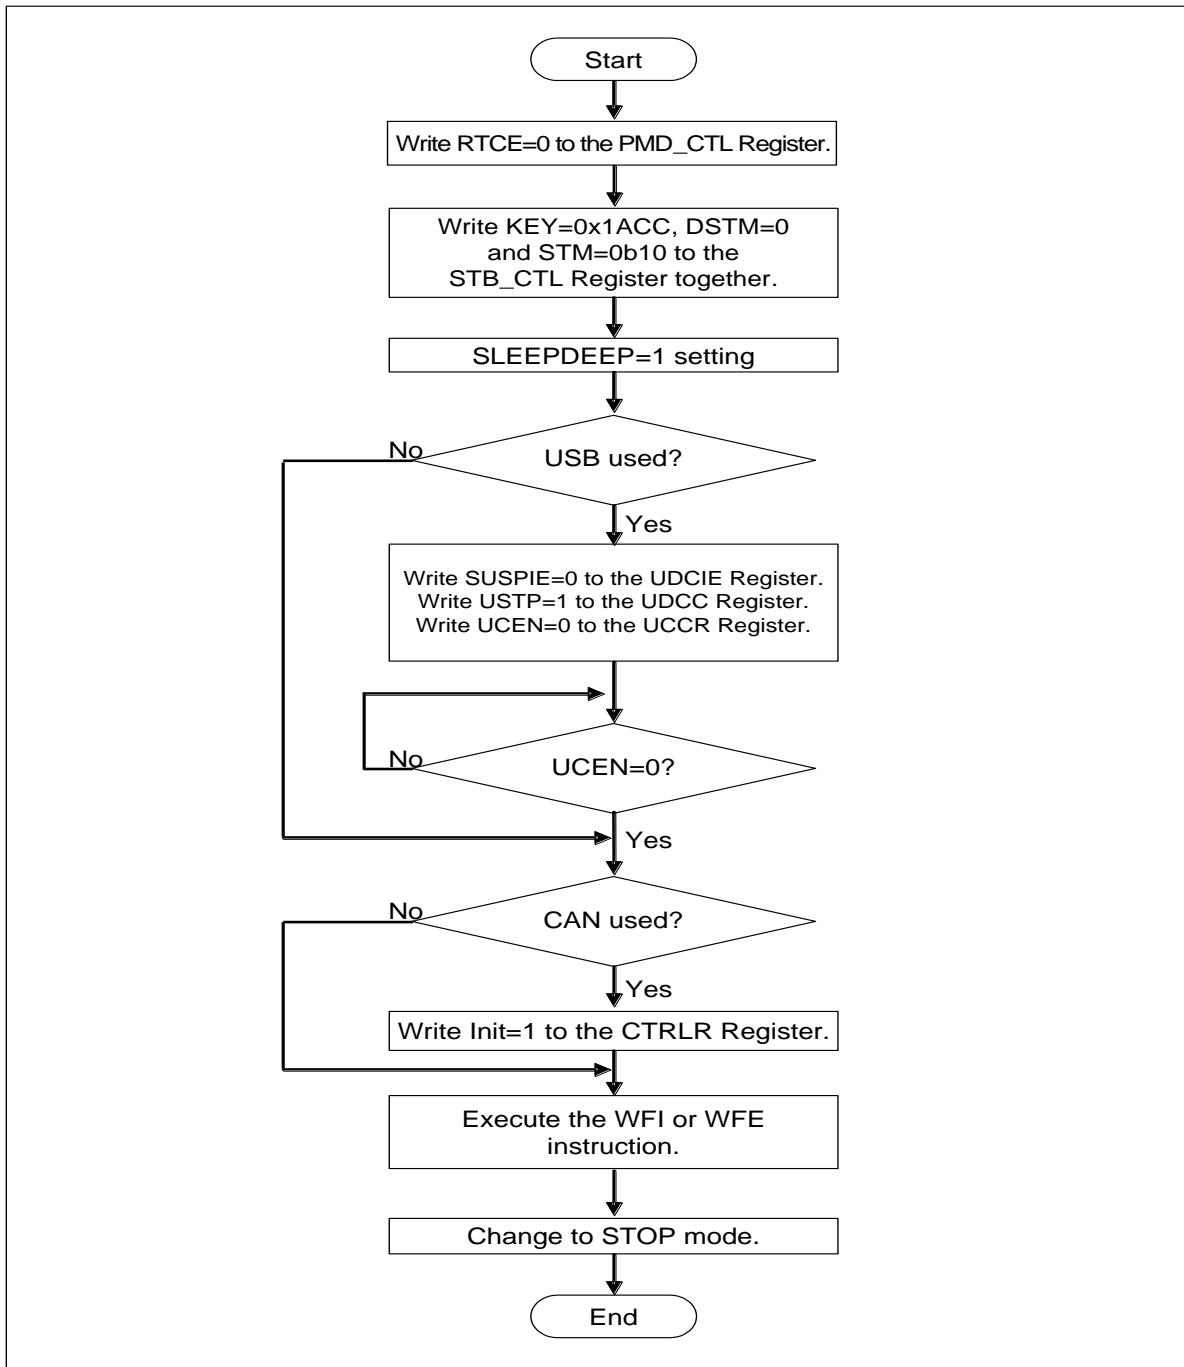 Start
Write RTCE=0 to the PMD_CTL Register.
Write KEY=0x1ACC, DSTM=0
and STM=0b10 to the
STB_CTL Register together.
SLEEPDEEP=1 setting
No
USB used?
Yes
Write SUSPIE=0 to the UDCIE Register.
Write USTP=1 to the UDCC Register.
Write UCEN=0 to the UCCR Register.
No
UCEN=0?
Yes
No
CAN used?
Yes
Write Init=1 to the CTRLR Register.
Execute the WFI or WFE
instruction.
Change to STOP mode.
End